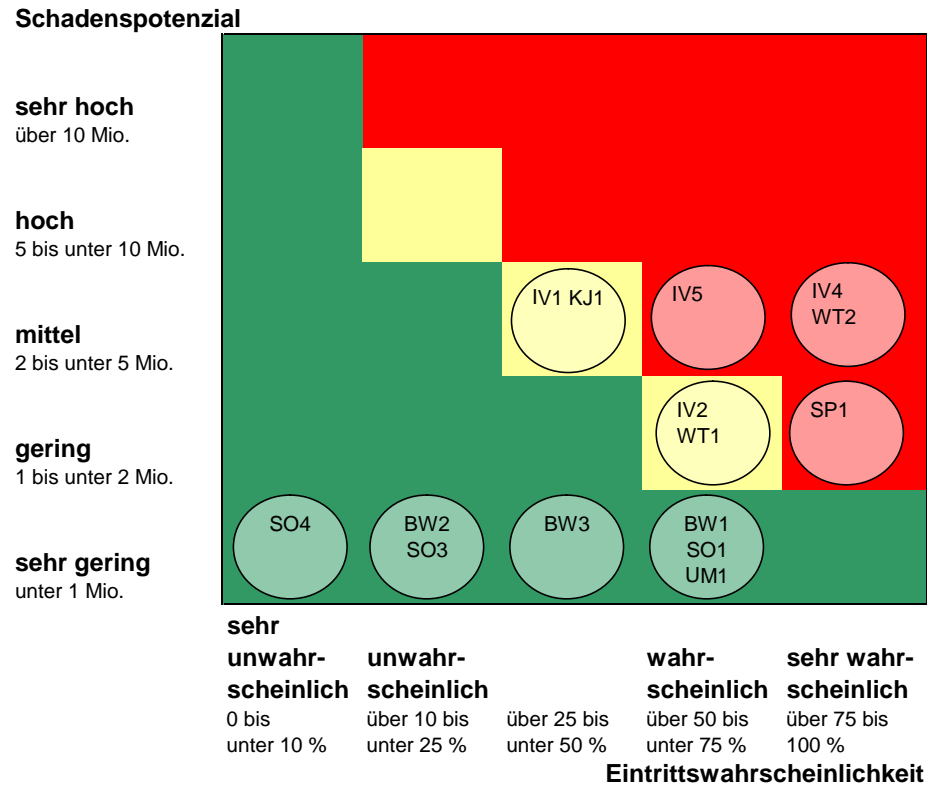 Schadenspotenzial
sehr hoch
über 10 Mio.
hoch
5 bis unter 10 Mio.
IV1 KJ1
IV5
IV4
WT2
mittel
2 bis unter 5 Mio.
IV2
WT1
SP1
gering
1 bis unter 2 Mio.
SO4
BW2
SO3
BW3
BW1
SO1
UM1
sehr gering
unter 1 Mio.
sehr
unwahr-
scheinlich
0 bis
unter 10 %
unwahr-
scheinlich
über 10 bis
unter 25 %
über 25 bis
unter 50 %
wahr-
scheinlich
über 50 bis
unter 75 %
sehr wahr-
scheinlich
über 75 bis
100 %
Eintrittswahrscheinlichkeit